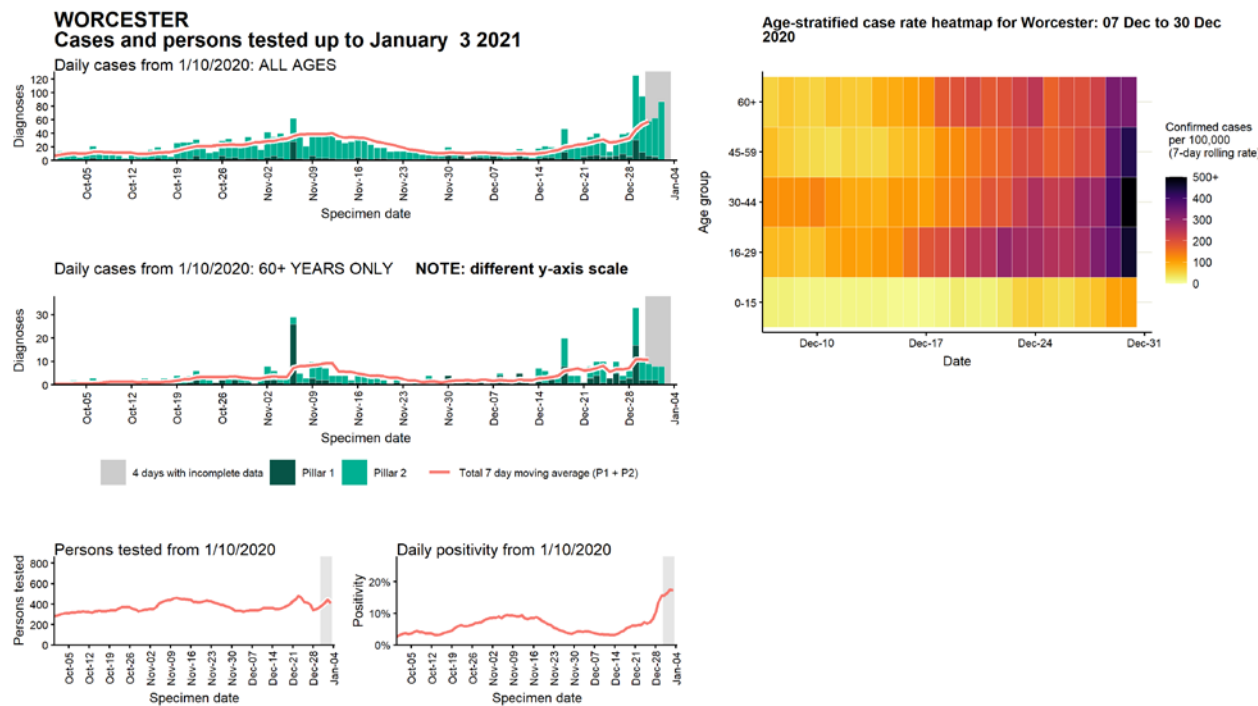 WORCESTER
Cases and persons tested up to January 3 2021
Daily cases from 1/10/2020: ALL AGES
Diagnoses
120
100
80
60
40
20
0
Oct-05
Oct-12
Oct-19
Oct-26
Nov-02
Nov-09
Nov-16
Nov-23
Nov-30
Dec-07
Dec-14
Dec-21
Dec-28
Jan-04
Specimen date
Daily cases from 1/10/2020: 60+ YEARS ONLY NOTE: different y-axis scale
Diagnoses
30
20
10
0
Oct-05
Oct-12
Oct-19
Oct-26
Nov-02
Nov-09
Nov-16
Nov-23
Nov-30
Dec-07
Dec-14
Dec-21
Dec-28
Jan-04
Specimen date
4 days with incomplete data Pillar 1 Pillar 2 Total 7 day moving average (P1 + P2)
Persons tested from 1/10/2020
Persons tested
800
600
400
200
0
Oct-05
Oct-12
Oct-19
Oct-26
Nov-02
Nov-09
Nov-16
Nov-23
Nov-30
Dec-07
Dec-14
Dec-21
Dec-28
Jan-04
Specimen date
Daily positivity from 1/10/2020
Positivity
20%
10%
0%
Oct-05
Oct-12
Oct-19
Oct-26
Nov-02
Nov-09
Nov-16
Nov-23
Nov-30
Dec-07
Dec-14
Dec-21
Dec-28
Jan-04
Specimen date
Age-stratified case rate heatmap for Worcester: 07 Dec to 30 Dec
2020
Age group
60+
45-59
30-44
16-29
0-15
Dec-10
Dec-17
Dec-24
Dec-31
Date
Confirmed cases
per 100,000
(7-day rolling rate)
500+
400
300
200
100
0